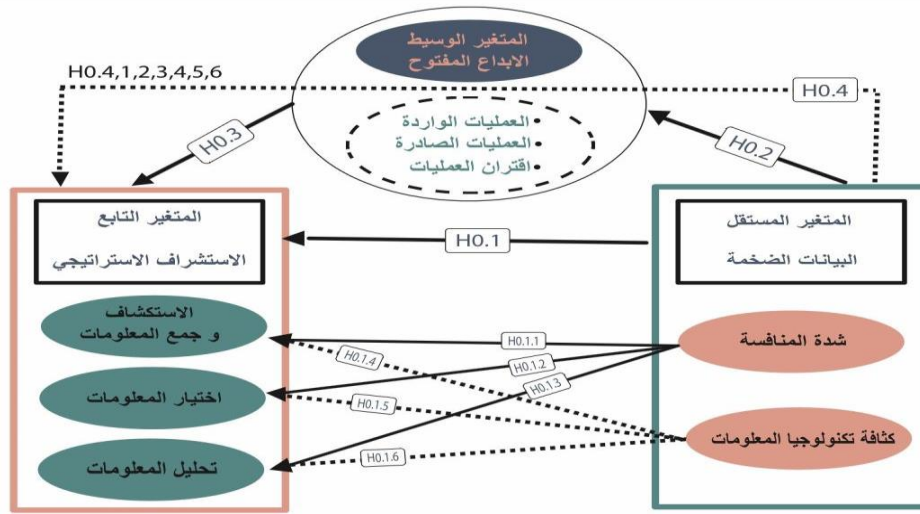 المتغير الوسيط
الابداع المفتوح
H0.4,1,2,3,4,5,6
H0.4
•العمليات الواردة
•العمليات الصادرة
•اقتران العمليات
H0.3
H0.2
المتغير المستقل
البيانات الضخمة
H0.1
المتغير التابع
الاستشراف الاستراتيجي
شدة المنافسة
كثافة تكنولوجيا المعلومات
H0.1.1
H0.1.2
H0.1.3
H0.1.4
H0.1.5
H0.1.6
الاستكشاف
و جمع المعلومات
اختيار المعلومات
تحليل المعلومات